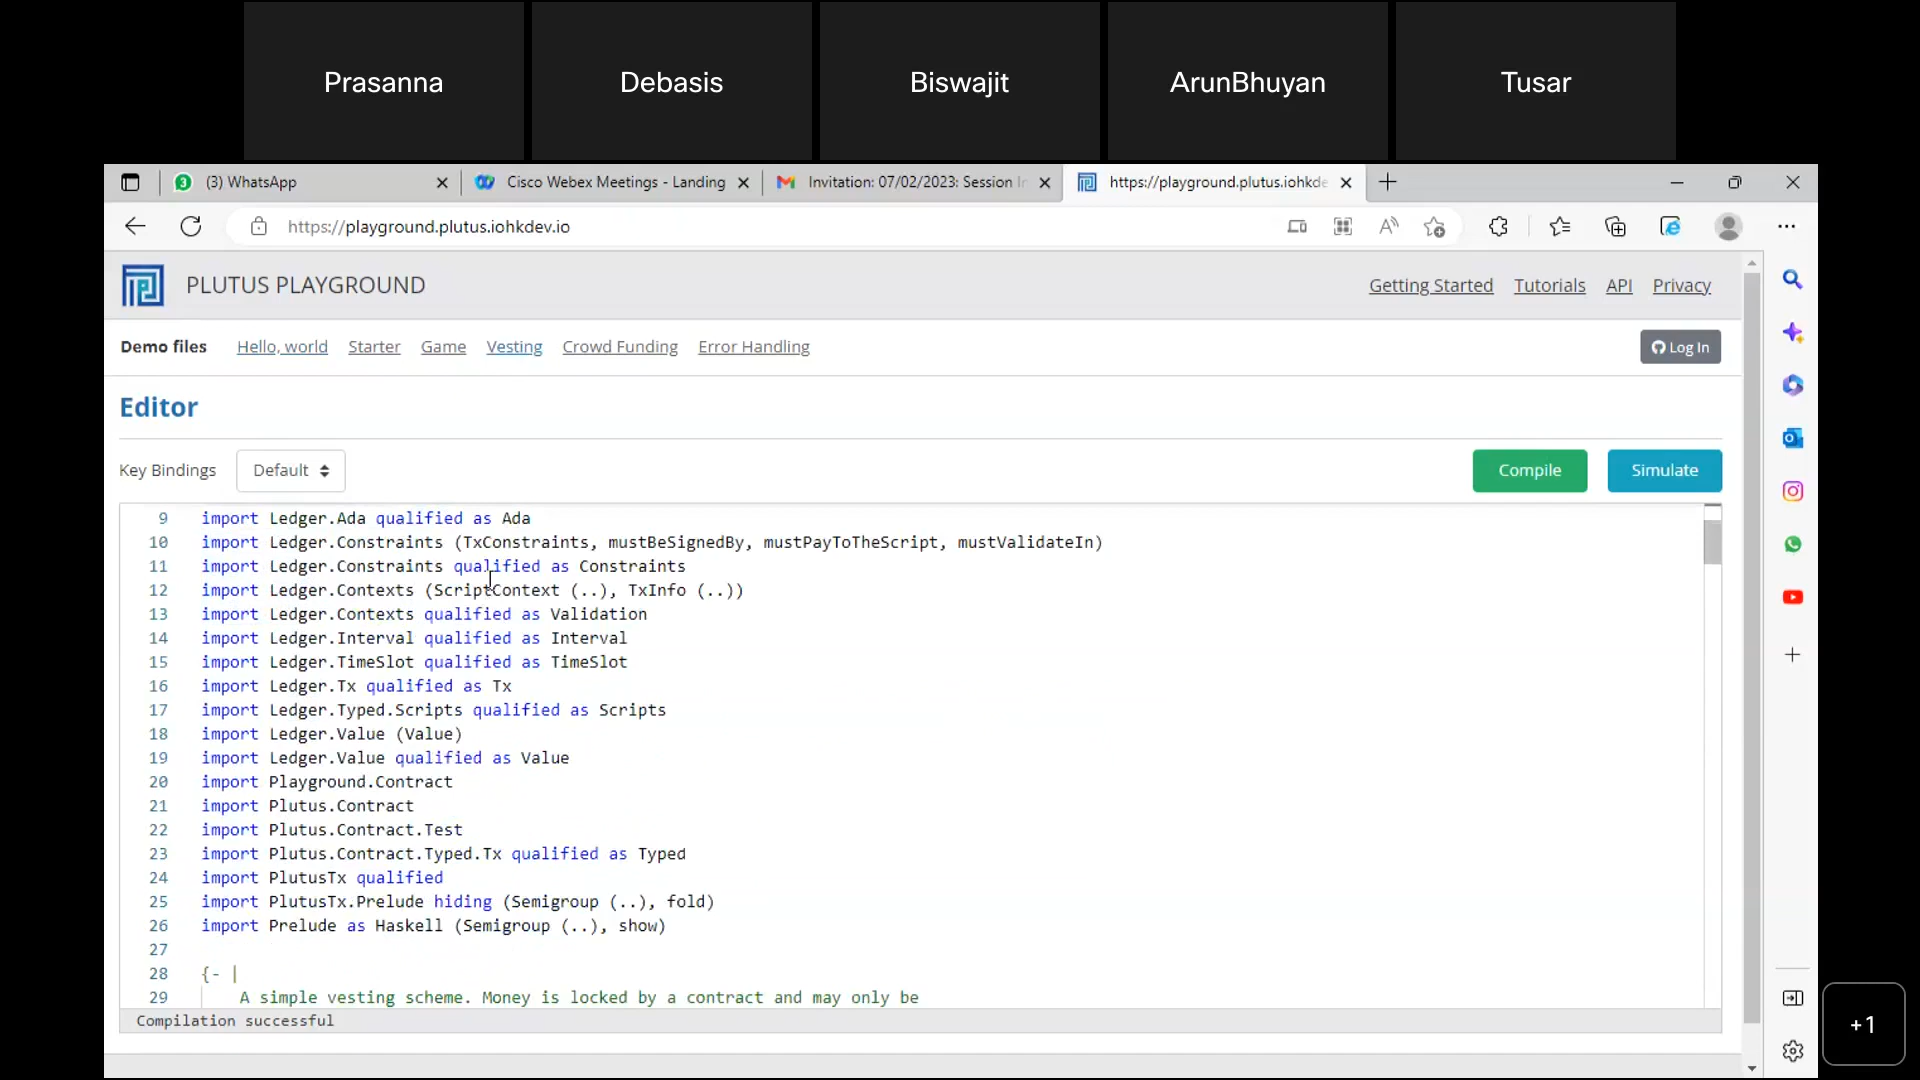 Prasanna
Debasis
Biswajit
ArunBhuyan
Tusar
3 (3) WhatsApp
Cisco Webex Meetings - Landing
Invitation: 07/02/2023: Session In
https://playground.plutus.iohkde
https://playground.plutus.iohkdev.io
PLUTUS PLAYGROUND
Getting Started Tutorials API Privacy
Demo files Hello, world Starter Game Vesting Crowd Funding Error Handling
Log In
Editor
Key Bindings Default
Compile Simulate
9 import Ledger.Ada qualified as Ada
10 import Ledger.Constraints (TxConstraints, mustBeSignedBy, mustPayToTheScript, mustValidateIn)
11 import Ledger.Constraints qualified as Constraints
12 import Ledger.Contexts (ScriptContext (..), TxInfo (..))
13 import Ledger.Contexts qualified as Validation
14 import Ledger.Interval qualified as Interval
15 import Ledger.TimeSlot qualified as TimeSlot
16 import Ledger.Tx qualified as Tx
17 import Ledger.Typed.Scripts qualified as Scripts
18 import Ledger.Value (Value)
19 import Ledger.Value qualified as Value
20 import Playground.Contract
21 import Plutus.Contract
22 import Plutus.Contract.Test
23 import Plutus.Contract.Typed.Tx qualified as Typed
24 import PlutusTx qualified
25 import PlutusTx.Prelude hiding (Semigroup (..), fold)
26 import Prelude as Haskell (Semigroup (..), show)
27
28 {- |
29 A simple vesting scheme. Money is locked by a contract and may only be
Compilation successful
+1